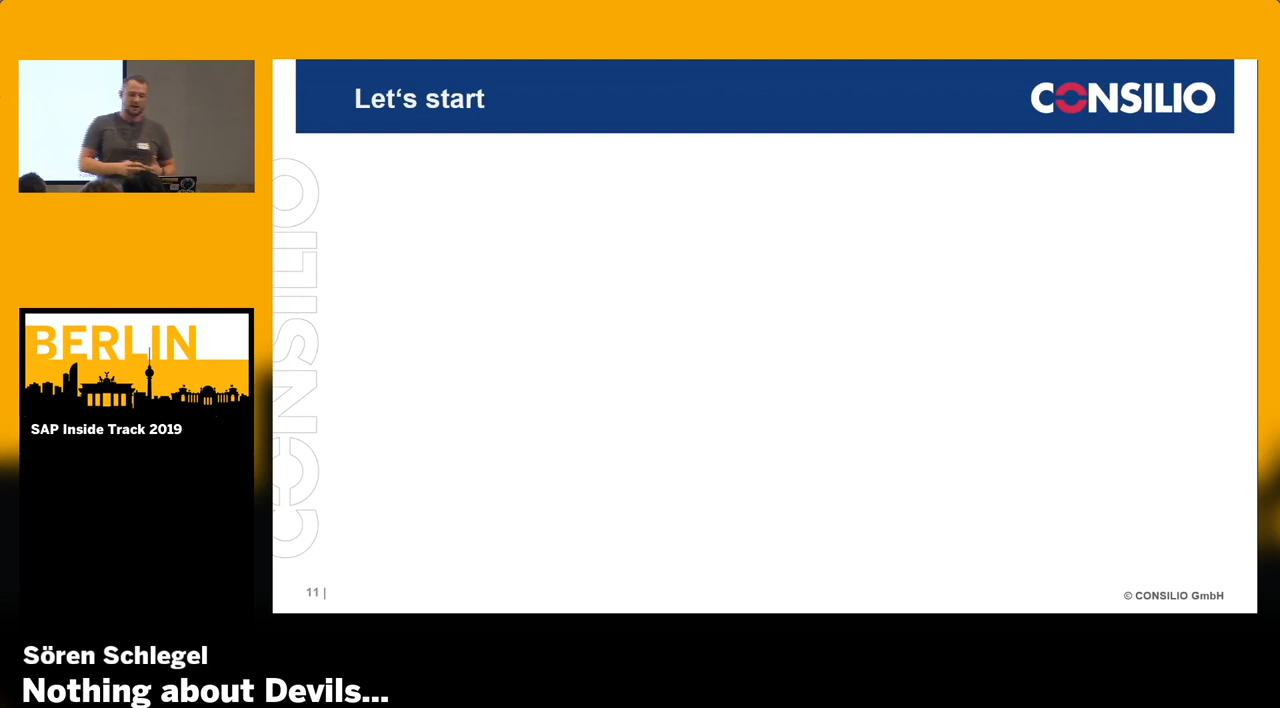 Let‘s start
CONSILIO
CONSILIO
11 |
© CONSILIO GmbH
BERLIN
SAP Inside Track 2019
Sören Schlegel
Nothing about Devils...